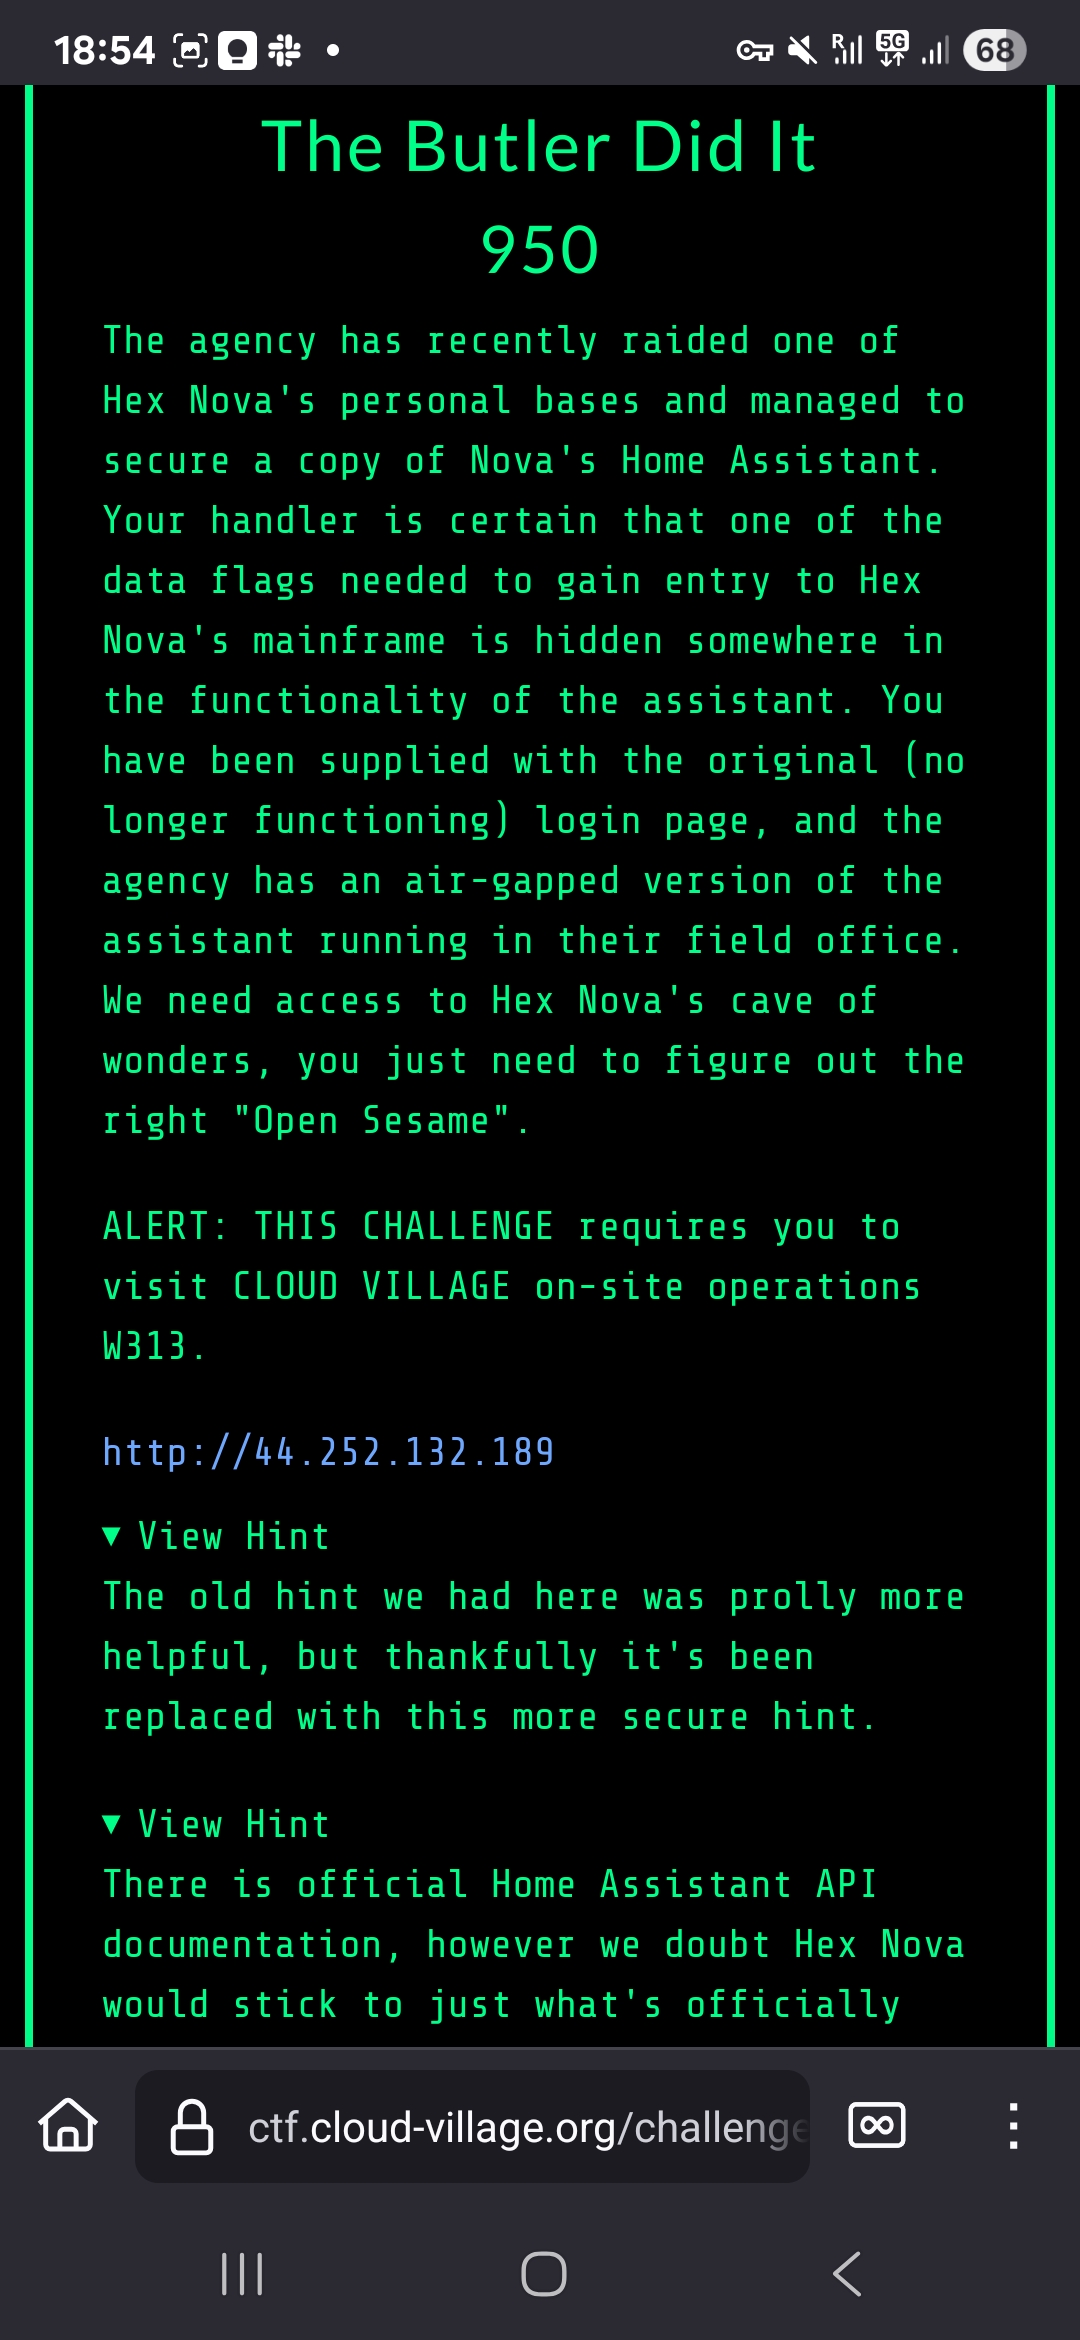 18:54
R
5G
68
The Butler Did It
950
The agency has recently raided one of
Hex Nova's personal bases and managed to
secure a copy of Nova's Home Assistant.
Your handler is certain that one of the
data flags needed to gain entry to Hex
Nova's mainframe is hidden somewhere in
the functionality of the assistant. You
have been supplied with the original (no
longer functioning) login page, and the
agency has an air-gapped version of the
assistant running in their field office.
We need access to Hex Nova's cave of
wonders, you just need to figure out the
right "Open Sesame".
ALERT: THIS CHALLENGE requires you to
visit CLOUD VILLAGE on-site operations
W313.
http://44.252.132.189
▼ View Hint
The old hint we had here was prolly more
helpful, but thankfully it's been
replaced with this more secure hint.
▼ View Hint
There is official Home Assistant API
documentation, however we doubt Hex Nova
would stick to just what's officially
ctf.cloud-village.org/challenge